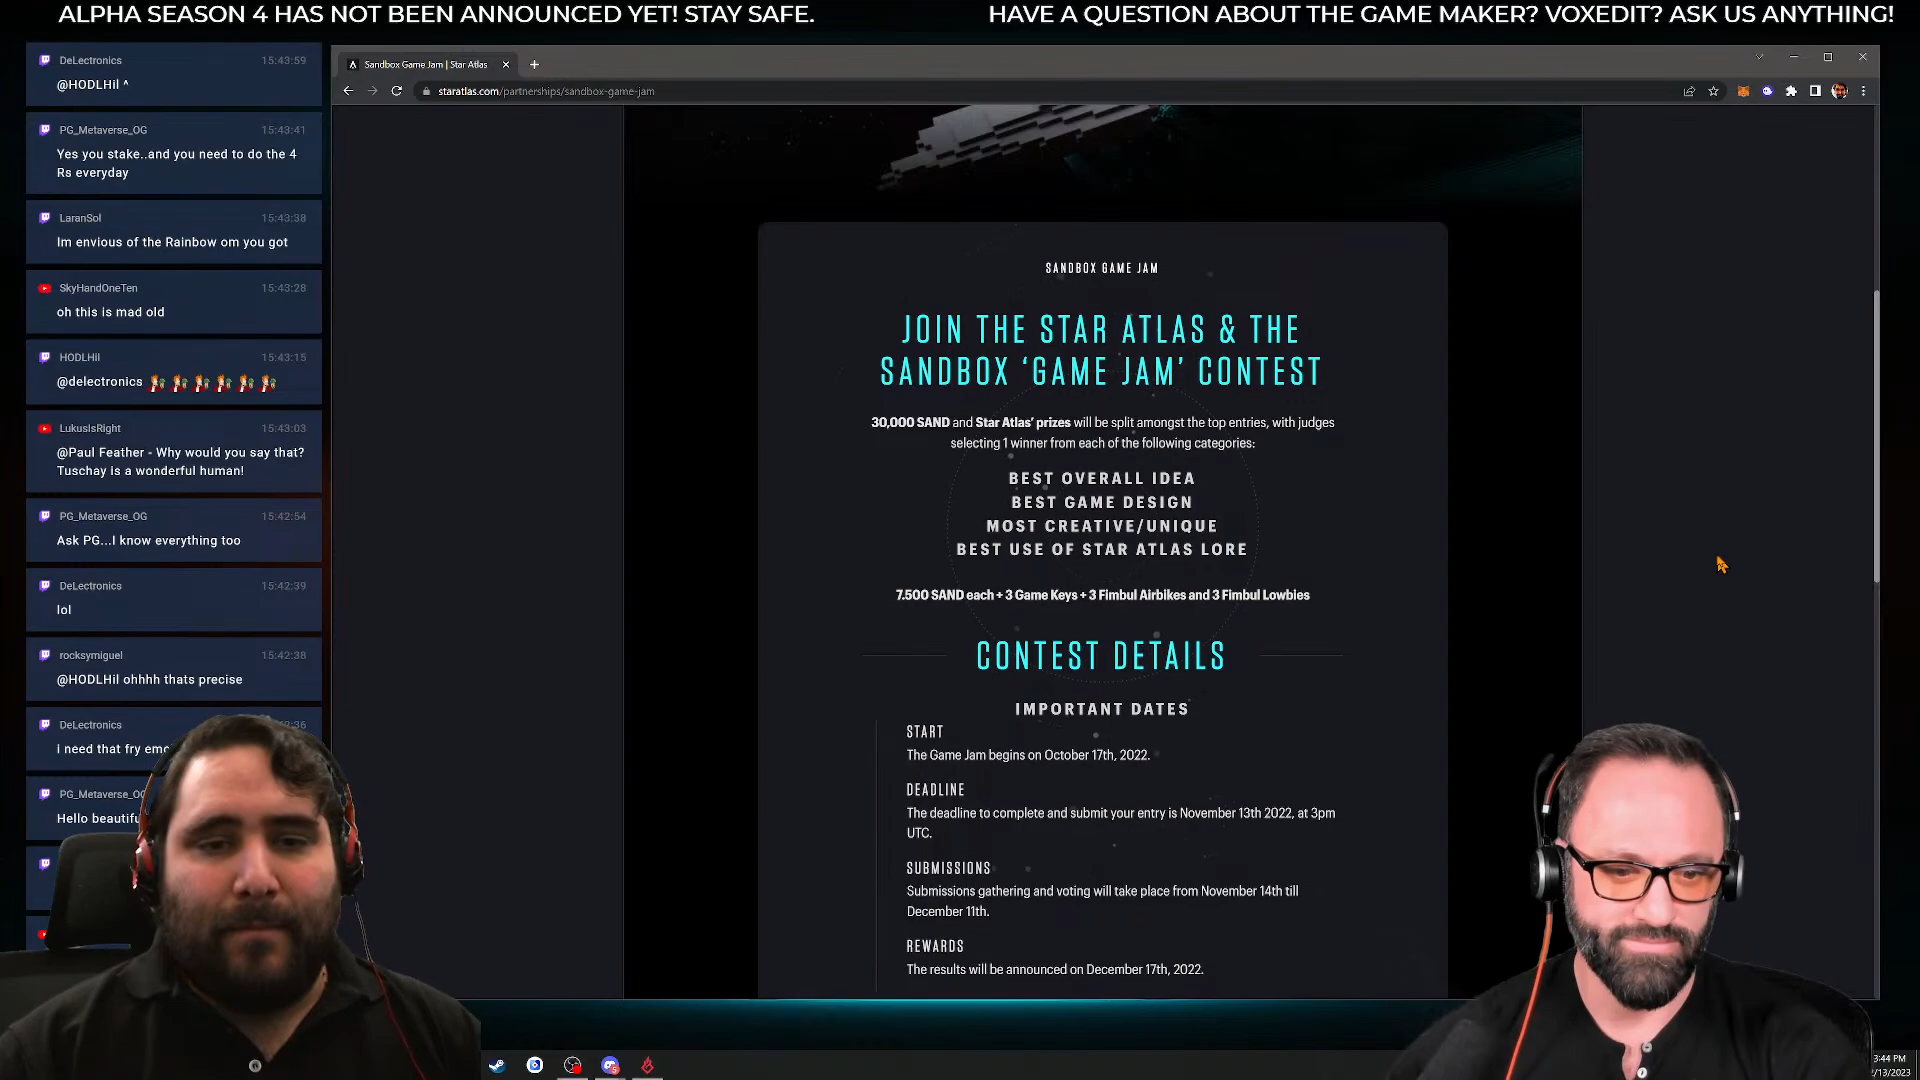 ALPHA SEASON 4 HAS NOT BEEN ANNOUNCED YET! STAY SAFE.
HAVE A QUESTION ABOUT THE GAME MAKER? VOXEDIT? ASK US ANYTHING!
DeLectronics 15:43:59
@HODLHil ^
PG_Metaverse_OG 15:43:41
Yes you stake..and you need to do the 4
Rs everyday
LaranSol 15:43:38
Im envious of the Rainbow om you got
SkyHandOneTen 15:43:28
oh this is mad old
HODLHil 15:43:15
@delectronics
LukusIsRight 15:43:03
@Paul Feather - Why would you say that?
Tuschay is a wonderful human!
PG_Metaverse_OG 15:42:54
Ask PG...I know everything too
DeLectronics 15:42:39
lol
rocksymiguel 15:42:38
@HODLHil ohhhh thats precise
DeLectronics
i need that fry
PG_Metaverse_OG
Hello
Sandbox Game Jam | Star Atlas
staratlas.com/partnerships/sandbox-game-jam
SANDBOX GAME JAM
JOIN THE STAR ATLAS & THE
SANDBOX ‘GAME JAM’ CONTEST
30,000 SAND and Star Atlas’ prizes will be split amongst the top entries, with judges
selecting 1 winner from each of the following categories:
BEST OVERALL IDEA
BEST GAME DESIGN
MOST CREATIVE/UNIQUE
BEST USE OF STAR ATLAS LORE
7.500 SAND each + 3 Game Keys + 3 Fimbul Airbikes and 3 Fimbul Lowbies
CONTEST DETAILS
IMPORTANT DATES
START
The Game Jam begins on October 17th, 2022.
DEADLINE
The deadline to complete and submit your entry is November 13th 2022, at 3pm
UTC.
SUBMISSIONS
Submissions gathering and voting will take place from November 14th till
December 11th.
REWARDS
The results will be announced on December 17th, 2022.
3:44 PM
/13/2023